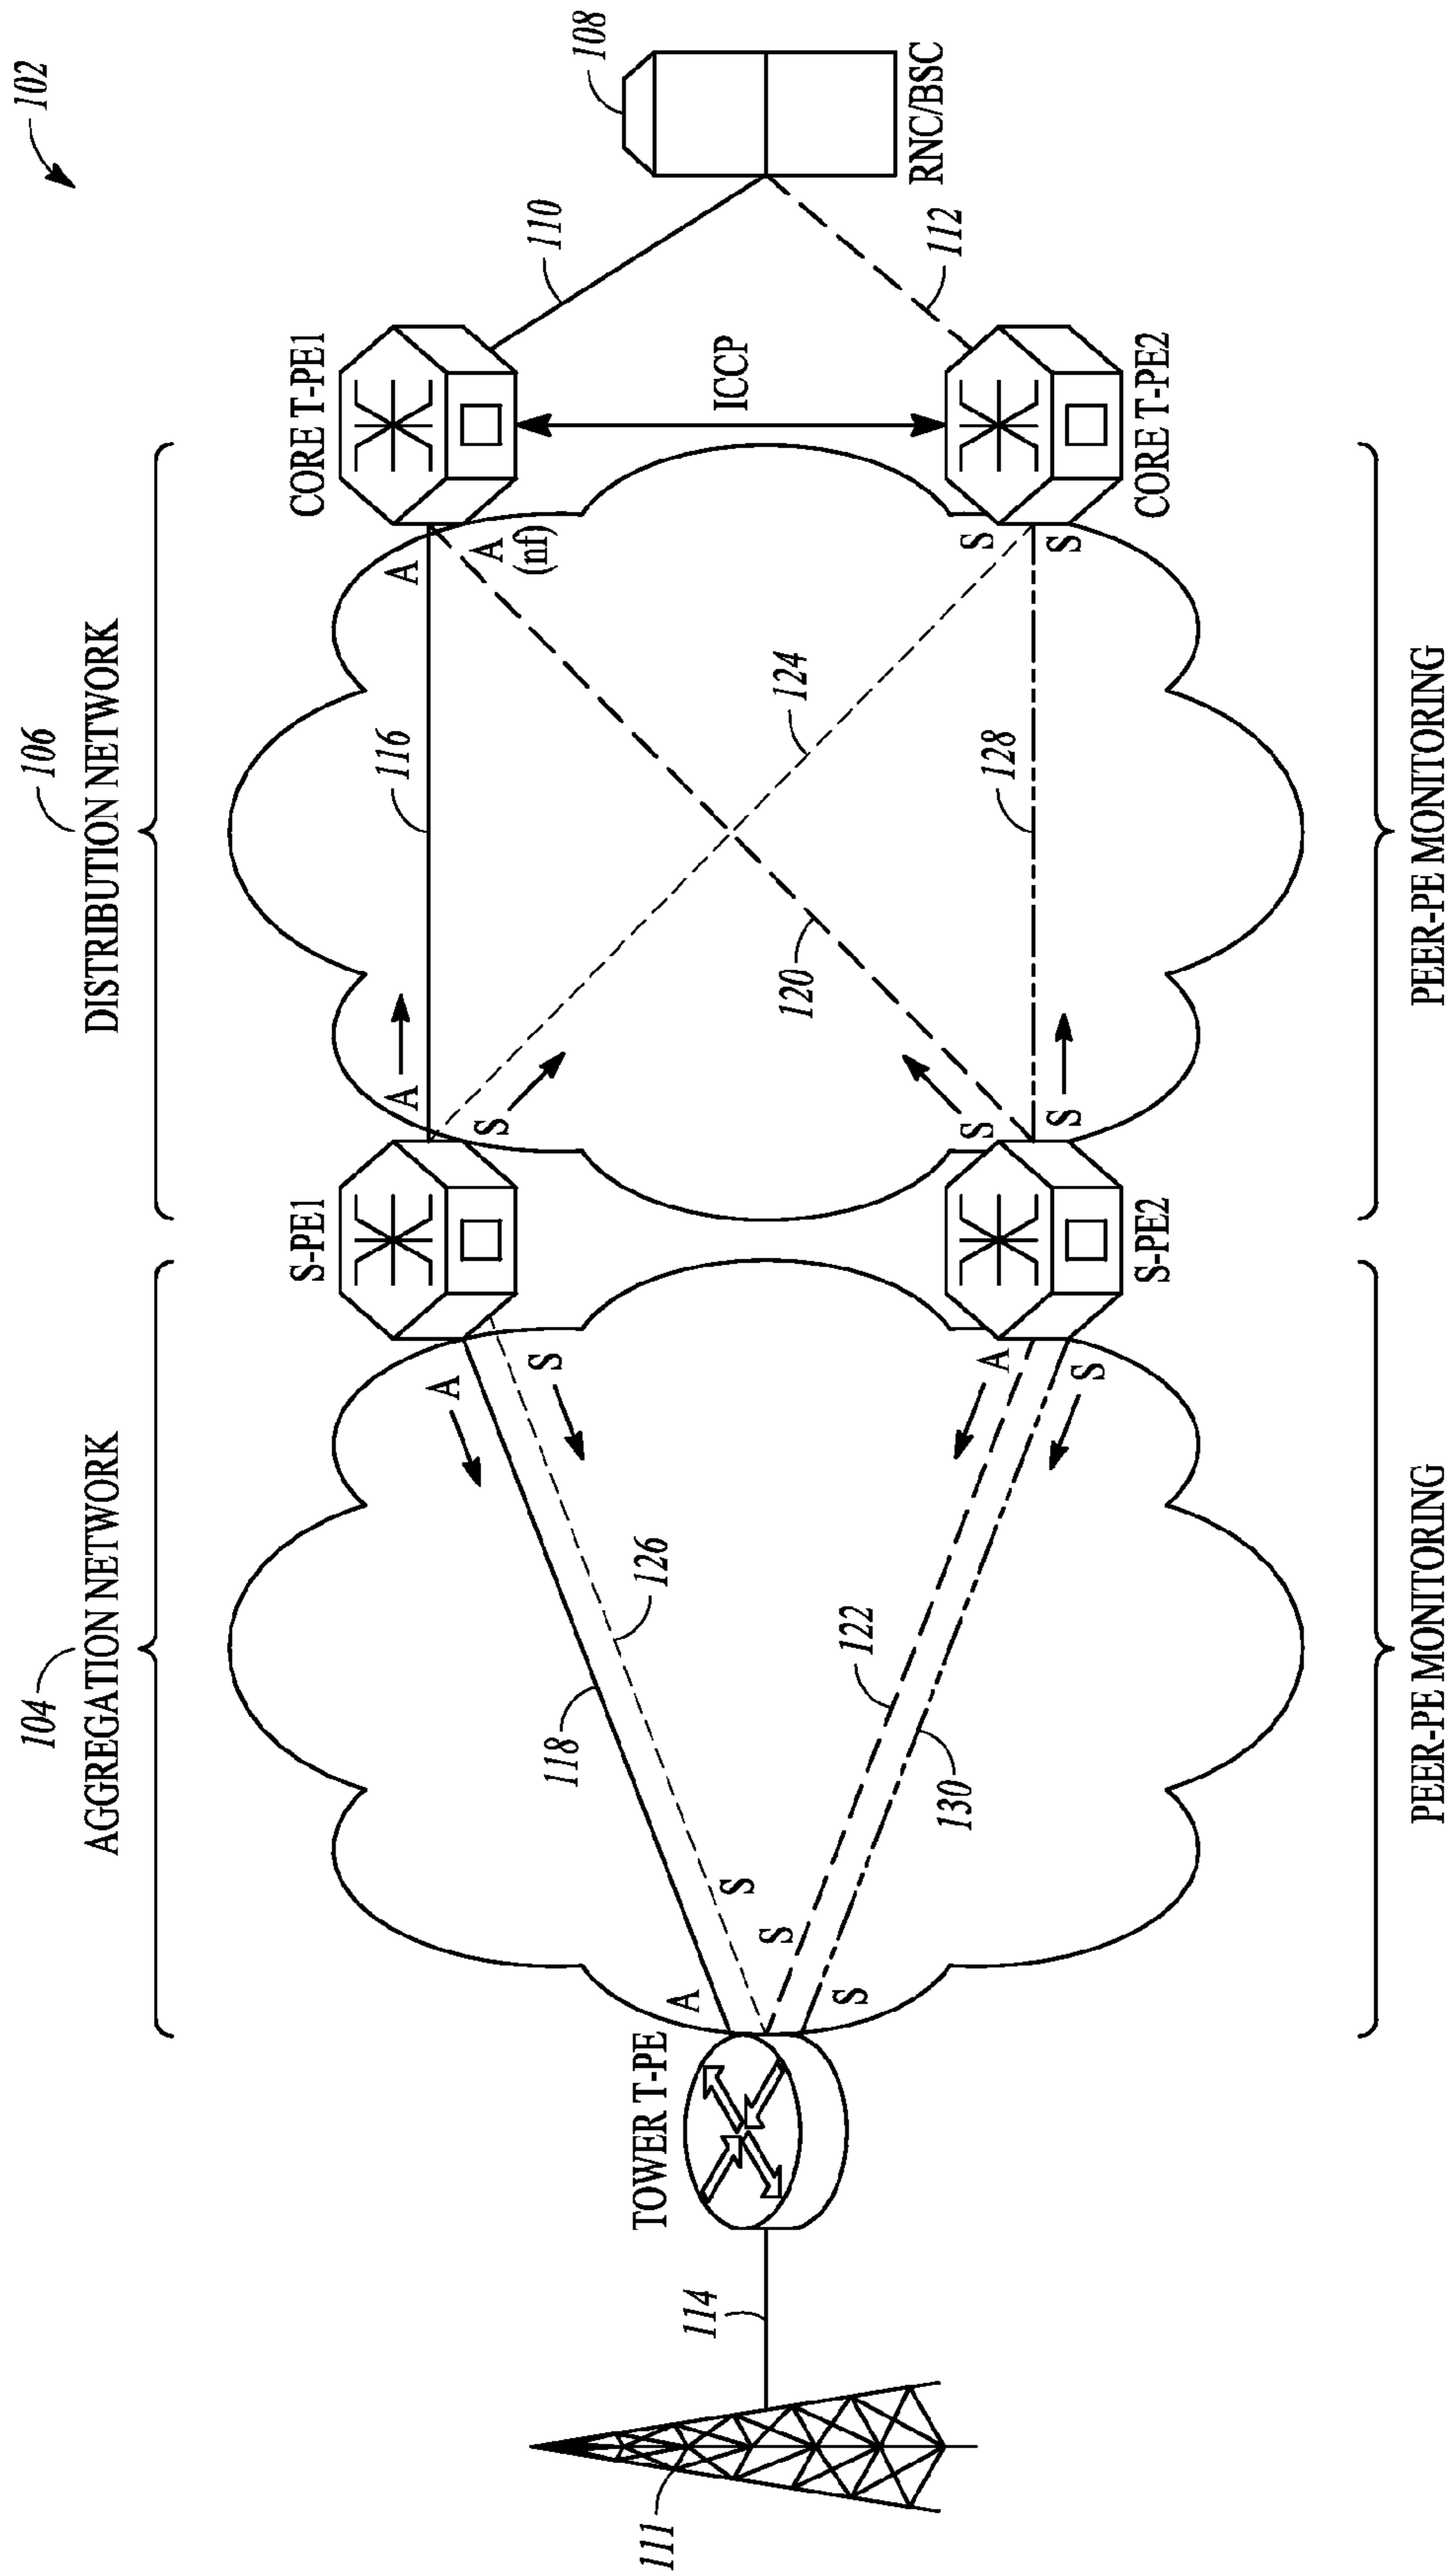 102
104
AGGREGATION NETWORK
106
DISTRIBUTION NETWORK
S-PE1
CORE T-PE1
108
RNC/BSC
110
112
ICCP
A
A
116
A
A
(nf)
S
S
118
126
124
TOWER T-PE
A
S
S
S
114
111
122
130
120
128
A
S
S
S
S
S
S-PE2
CORE T-PE2
PEER-PE MONITORING
PEER-PE MONITORING